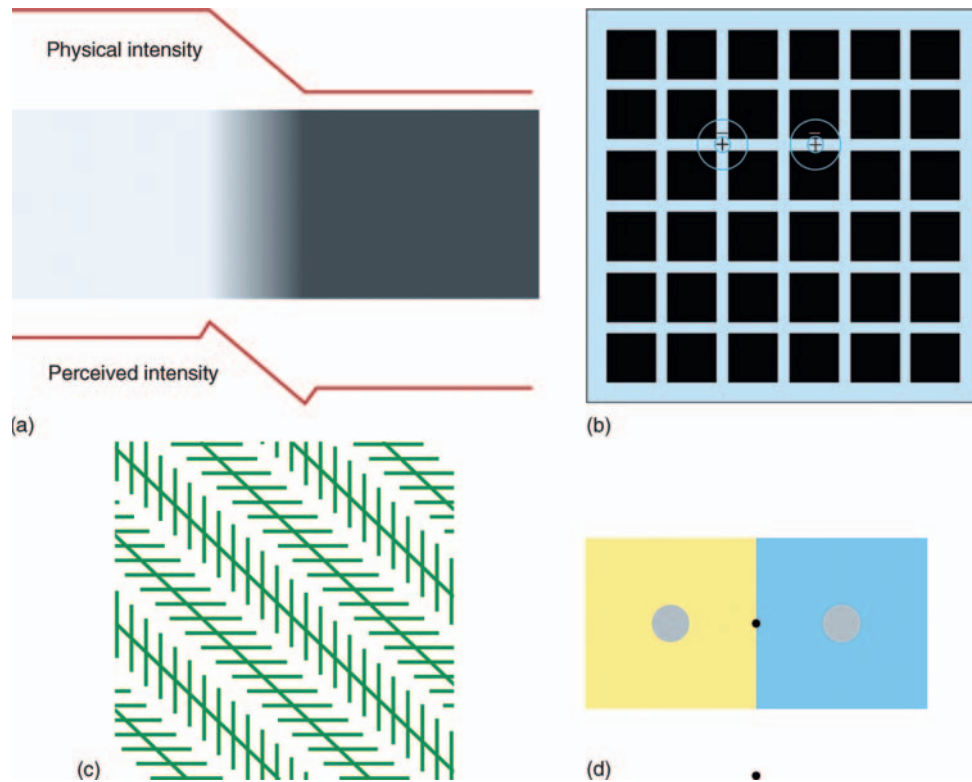 Physical intensity
Perceived intensity
(a)
(b)
(c)
(d)